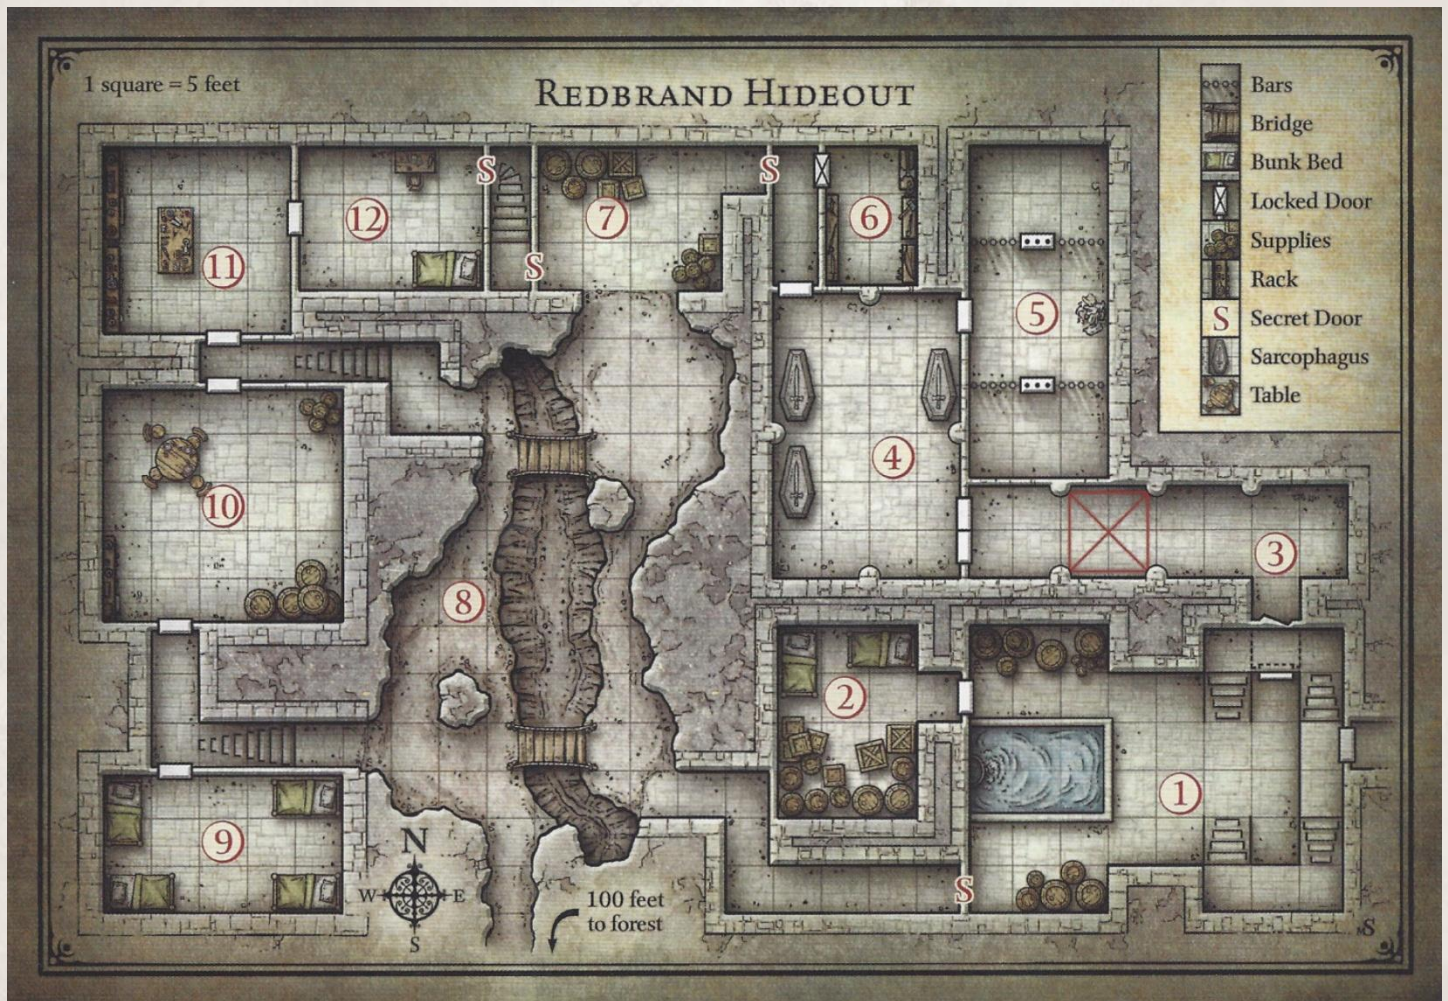 1 square = 5 feet
REDBRAND HIDEOUT
Bars
Bridge
Bunk Bed
Locked Door
Supplies
Rack
S Secret Door
Sarcophagus
Table
S
S
12
7
6
11
S
5
10
4
3
8
2
1
9
N
W E
S
100 feet
to forest
S
MS